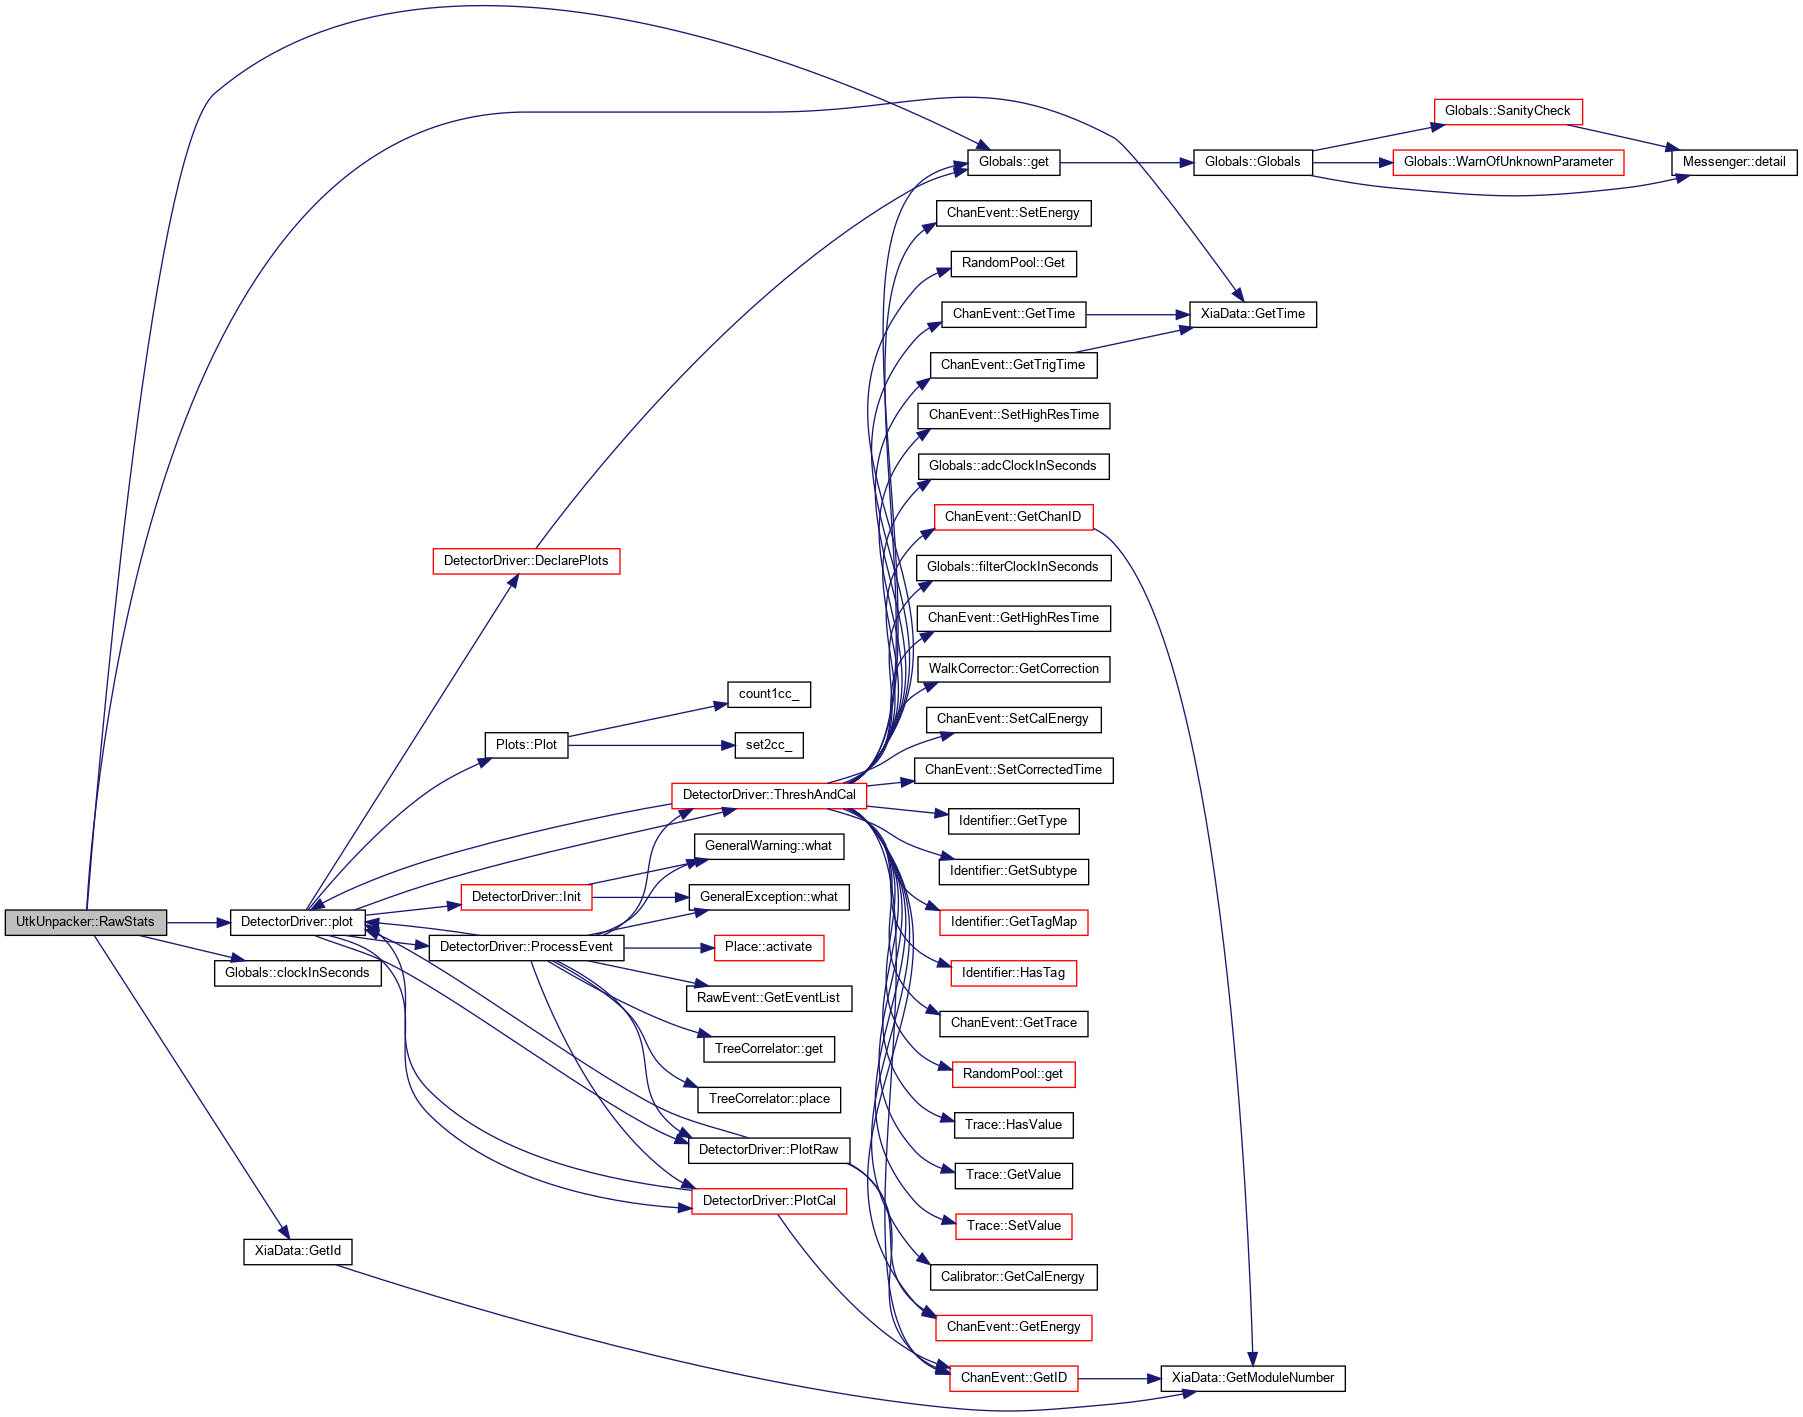 Globals::SanityCheck
Globals::get
Globals::Globals
Globals::WarnOfUnknownParameter
Messenger::detail
ChanEvent::SetEnergy
RandomPool::Get
ChanEvent::GetTime
XiaData::GetTime
ChanEvent::GetTrigTime
ChanEvent::SetHighResTime
Globals::adcClockInSeconds
ChanEvent::GetChanID
DetectorDriver::DeclarePlots
Globals::filterClockInSeconds
ChanEvent::GetHighResTime
WalkCorrector::GetCorrection
count1cc_
ChanEvent::SetCalEnergy
Plots::Plot
set2cc_
ChanEvent::SetCorrectedTime
DetectorDriver::ThreshAndCal
Identifier::GetType
GeneralWarning::what
Identifier::GetSubtype
DetectorDriver::Init
GeneralException::what
UtkUnpacker::RawStats
DetectorDriver::plot
Identifier::GetTagMap
DetectorDriver::ProcessEvent
Place::activate
Globals::clockInSeconds
Identifier::HasTag
RawEvent::GetEventList
ChanEvent::GetTrace
TreeCorrelator::get
RandomPool::get
TreeCorrelator::place
Trace::HasValue
DetectorDriver::PlotRaw
Trace::GetValue
DetectorDriver::PlotCal
Trace::SetValue
XiaData::GetId
Calibrator::GetCalEnergy
ChanEvent::GetEnergy
ChanEvent::GetID
XiaData::GetModuleNumber